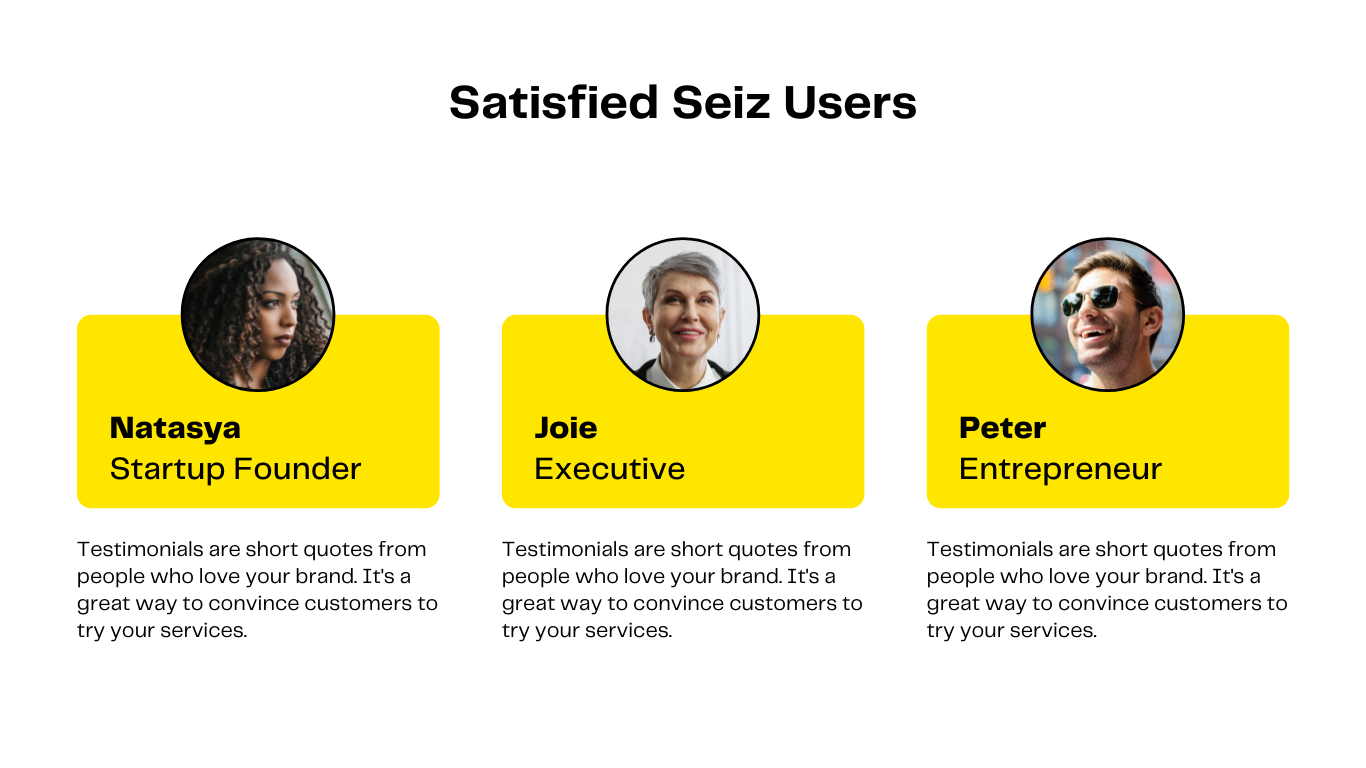 Satisfied Seiz Users
Natasya
Startup Founder
Testimonials are short quotes from
people who love your brand. It's a
great way to convince customers to
try your services.
Joie
Executive
Testimonials are short quotes from
people who love your brand. It's a
great way to convince customers to
try your services.
Peter
Entrepreneur
Testimonials are short quotes from
people who love your brand. It's a
great way to convince customers to
try your services.